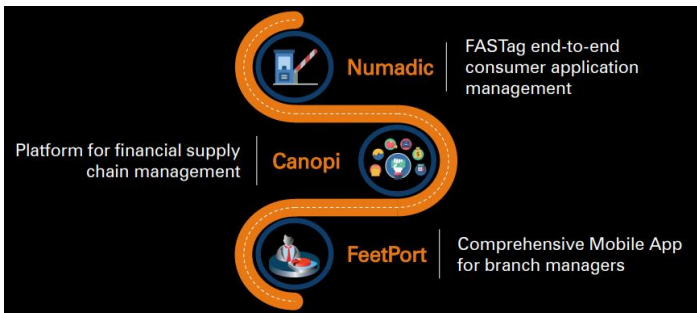 Numadic
FASTag end-to-end
consumer application
management
Platform for financial supply
chain management
Canopi
FeetPort
Comprehensive Mobile App
for branch managers